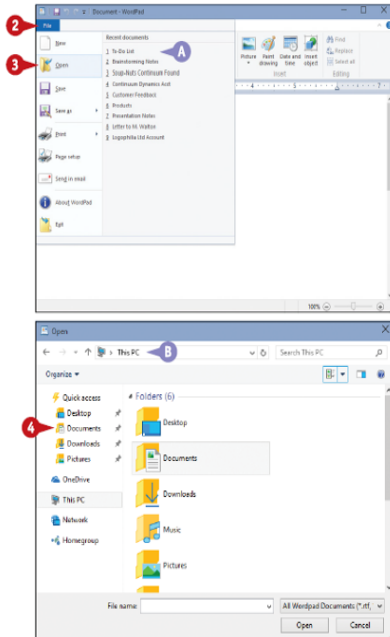 Document - WordPad
2
File
Recent documents
New
1 To-Do List
A
2 Brainstorming Notes
3
Open
3 Soup-Nuts Continuum Found
4 Continuum Dynamics Acct
Save
5 Customer Feedback
6 Products
Save as
7 Presentation Notes
8 Letter to M. Walton
9 Logophilia Ltd Account
Print
Page setup
Send in email
About WordPad
Exit
Picture
Paint drawing
Date and time
Insert object
Insert
Find
Replace
Select all
Editing
100%
Open
This PC
B
Search This PC
Organize
Quick access
Desktop
4
Documents
Downloads
Pictures
OneDrive
This PC
Network
Homegroup
Folders (6)
Desktop
Documents
Downloads
Music
Pictures
File name:
All Wordpad Documents (*.rtf,
Open
Cancel